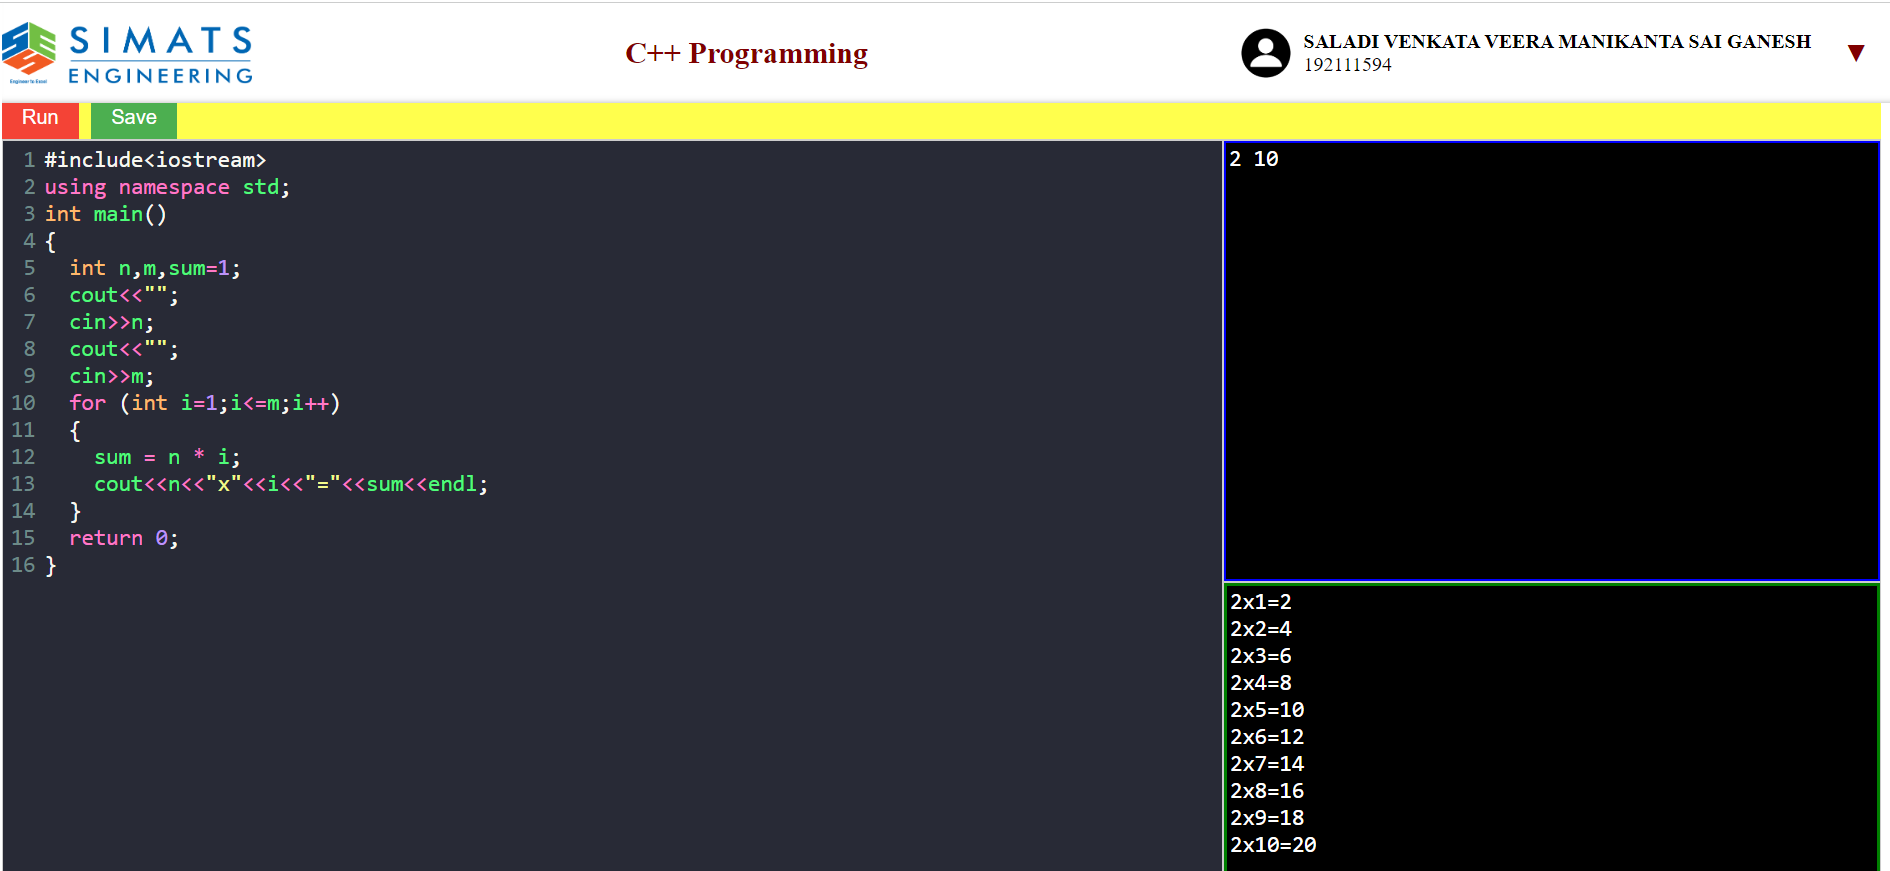 SIMATS
ENGINEERING
Engineer to Excel
C++ Programming
SALADI VENKATA VEERA MANIKANTA SAI GANESH
192111594
Run Save
1 #include<iostream>
2 using namespace std;
3 int main()
4 {
5   int n,m,sum=1;
6   cout<<"";
7   cin>>n;
8   cout<<"";
9   cin>>m;
10   for (int i=1;i<=m;i++)
11   {
12     sum = n * i;
13     cout<<n<<"x"<<i<<"="<<sum<<endl;
14   }
15   return 0;
16 }
2 10
2x1=2
2x2=4
2x3=6
2x4=8
2x5=10
2x6=12
2x7=14
2x8=16
2x9=18
2x10=20